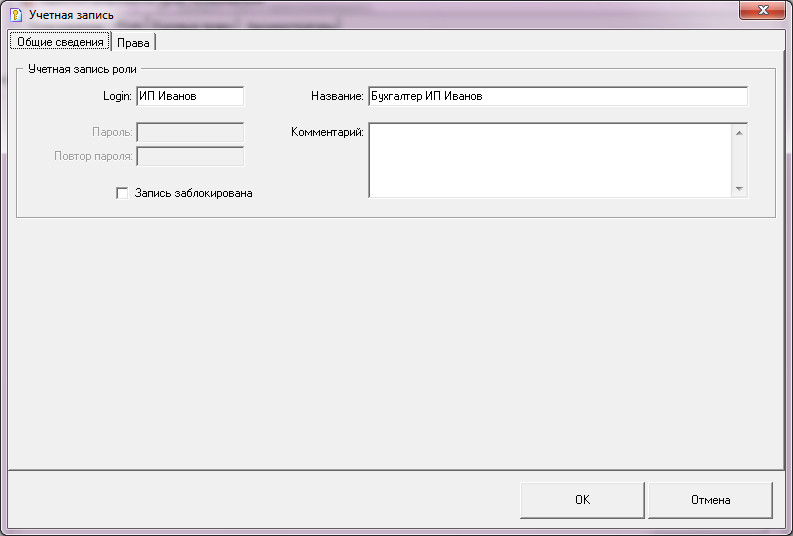 Учетная запись
Общие сведения Права
Учетная запись роли
Login: ИП Иванов Название: Бухгалтер ИП Иванов
Пароль: Комментарий:
Повтор пароля:
Запись заблокирована
OK Отмена